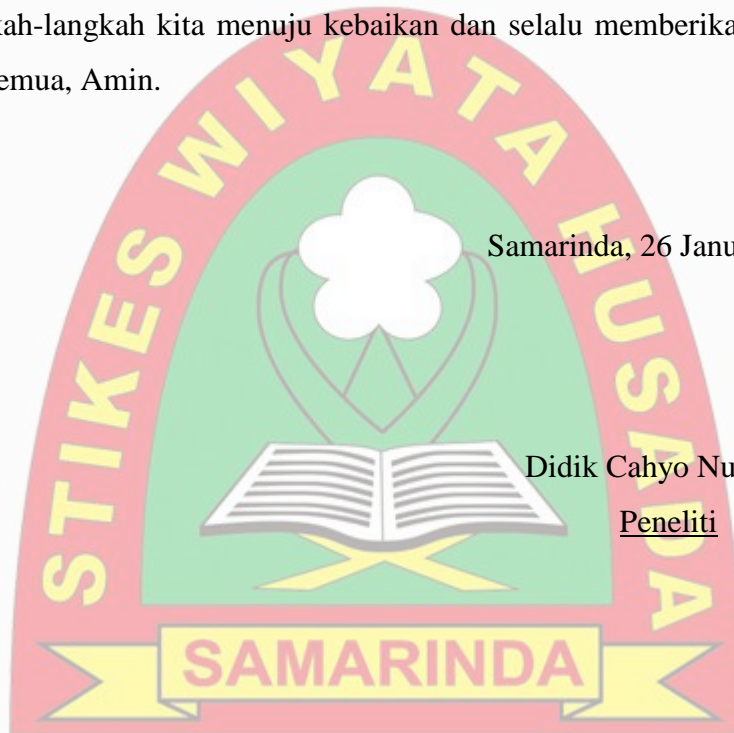 kah-langkah kita menuju kebaikan dan selalu memberika
emua, Amin.
Samarinda, 26 Janu
Didik Cahyo Nu
Peneliti
STIKES WIYATA HUSADA
SAMARINDA